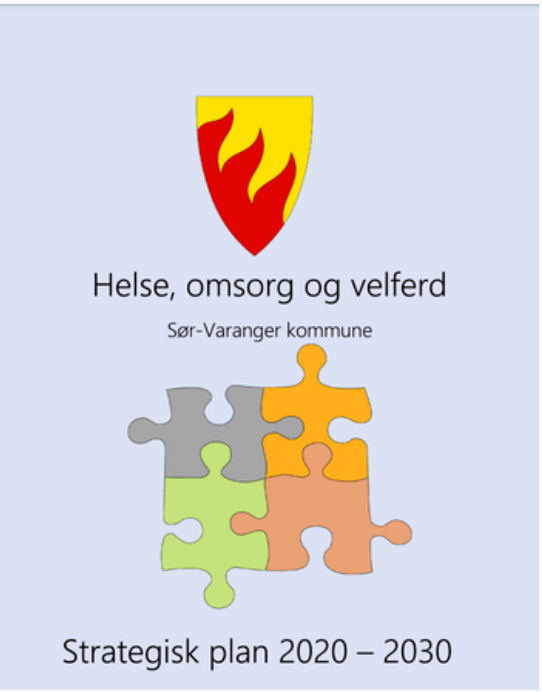 Helse, omsorg og velferd
Sør-Varanger kommune
Strategisk plan 2020 – 2030